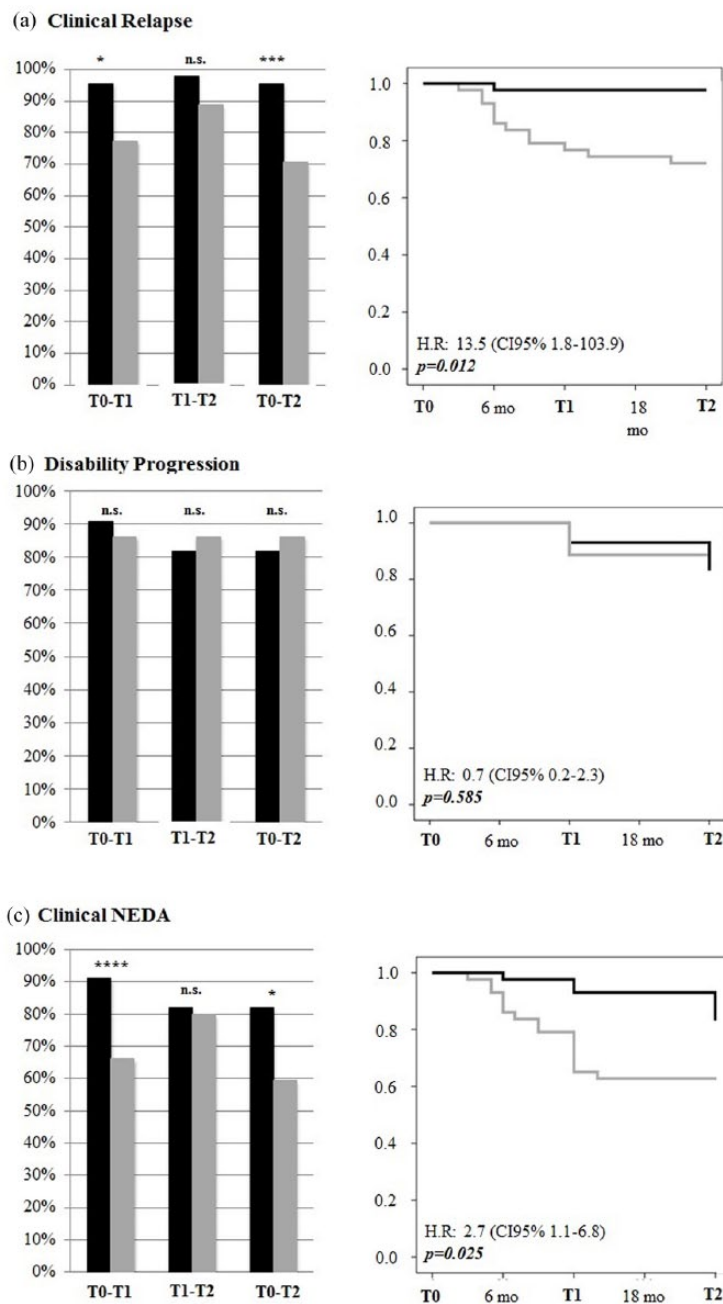 (a) Clinical Relapse
* n.s. ***
100%
90%
80%
70%
60%
50%
40%
30%
20%
10%
0%
T0-T1 T1-T2 T0-T2
1.0
0.8
0.6
0.4
0.2
0.0
H.R: 13.5 (CI95% 1.8-103.9)
p=0.012
T0 6 mo T1 18 mo T2
(b) Disability Progression
n.s. n.s. n.s.
100%
90%
80%
70%
60%
50%
40%
30%
20%
10%
0%
T0-T1 T1-T2 T0-T2
1.0
0.8
0.6
0.4
0.2
0.0
H.R: 0.7 (CI95% 0.2-2.3)
p=0.585
T0 6 mo T1 18 mo T2
(c) Clinical NEDA
**** n.s. *
100%
90%
80%
70%
60%
50%
40%
30%
20%
10%
0%
T0-T1 T1-T2 T0-T2
1.0
0.8
0.6
0.4
0.2
0.0
H.R: 2.7 (CI95% 1.1-6.8)
p=0.025
T0 6 mo T1 18 mo T2